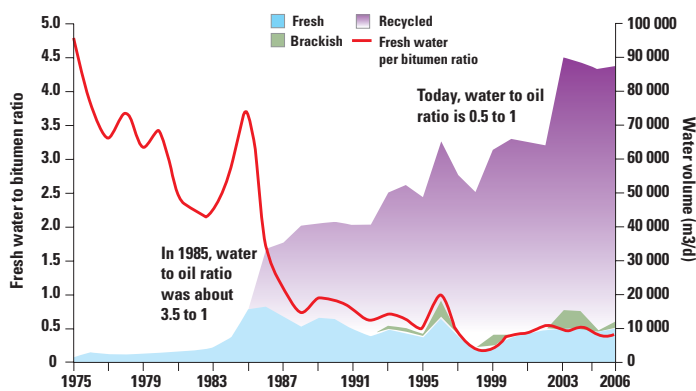 Fresh
Recycled
Brackish
Fresh water
per bitumen ratio
Fresh water to bitumen ratio
5.0
4.5
4.0
3.5
3.0
2.5
2.0
1.5
1.0
0.5
0
Today, water to oil
ratio is 0.5 to 1
In 1985, water
to oil ratio
was about
3.5 to 1
100 000
90 000
80 000
70 000
60 000
50 000
40 000
30 000
20 000
10 000
0
Water volume (m3/d)
1975
1979
1983
1987
1991
1995
1999
2003
2006